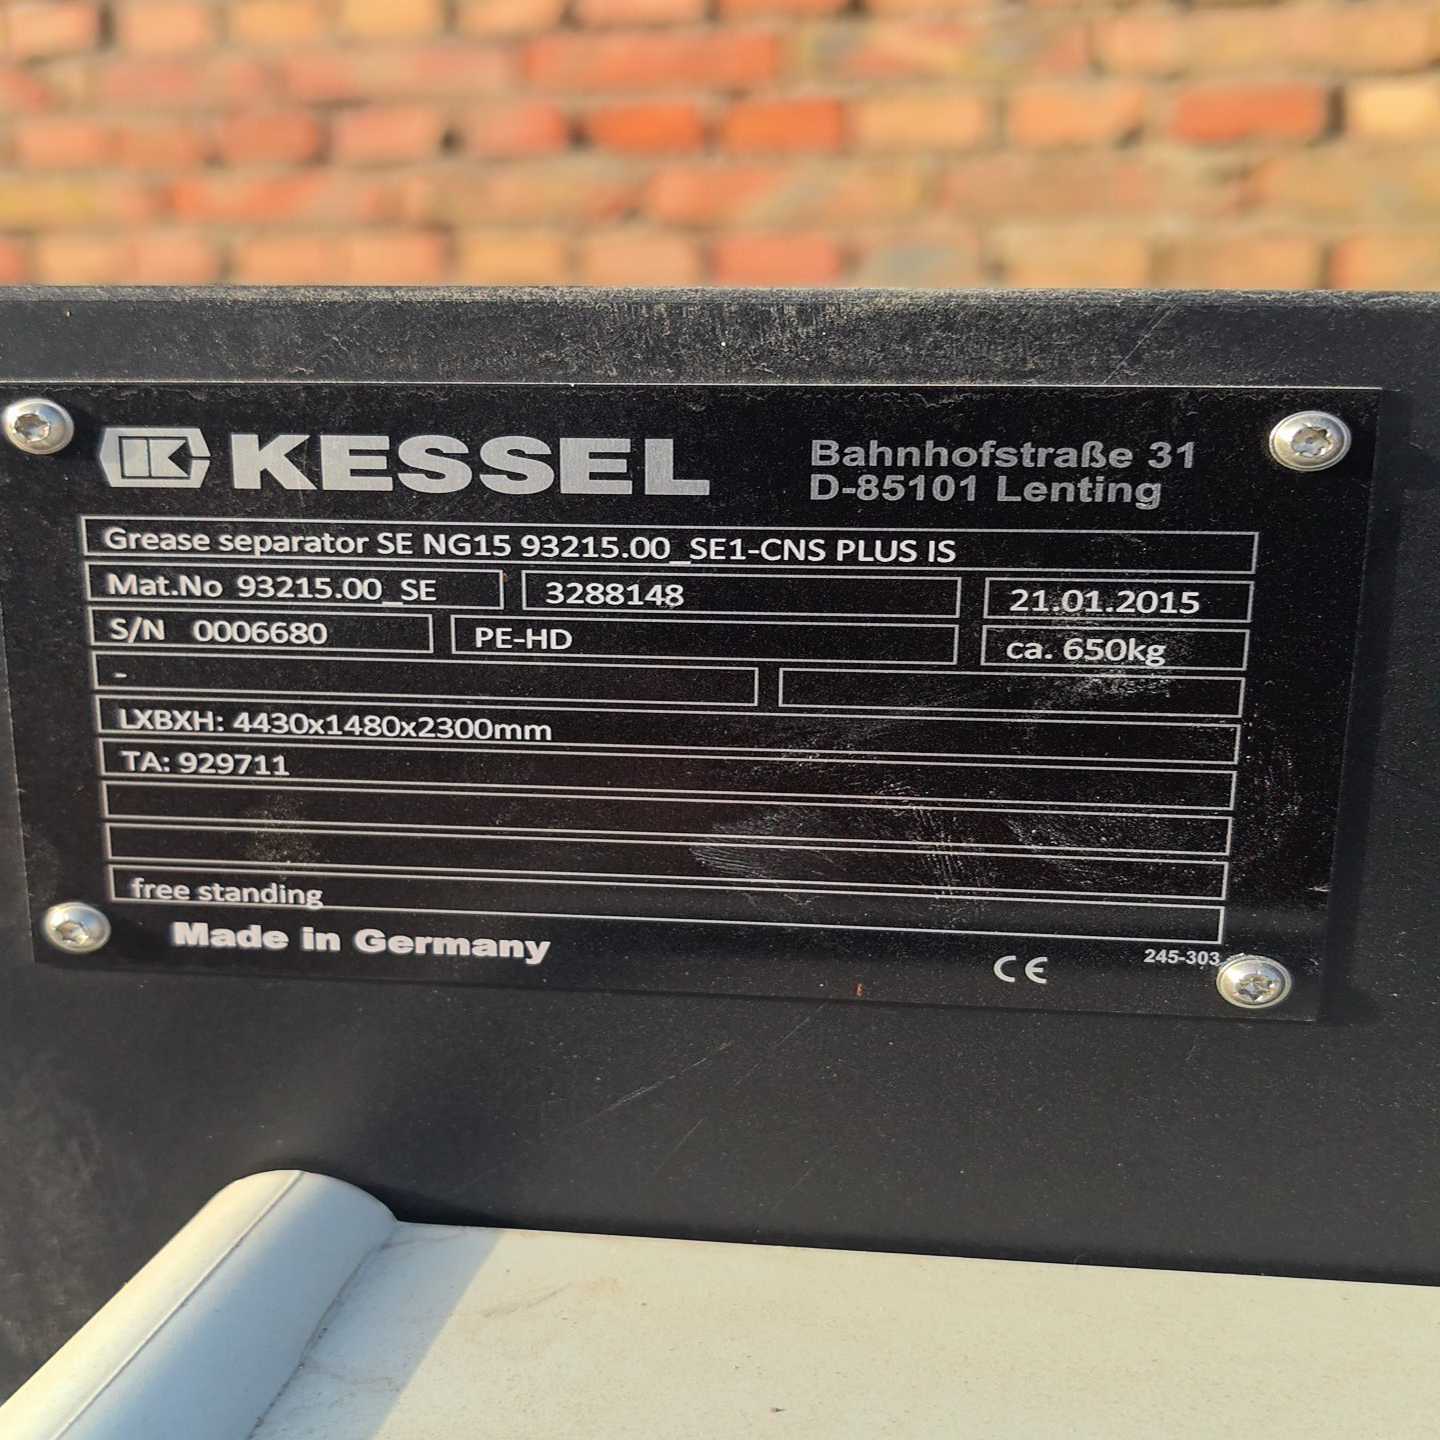 KESSEL
Bahnhofstraße 31
D-85101 Lenting
Grease separator SE NG15 93215.00_SE1-CNS PLUS IS
Mat.No 93215.00_SE 3288148 21.01.2015
S/N 0006680 PE-HD ca. 650kg
-
LXBXH: 4430x1480x2300mm
TA: 929711
free standing
Made in Germany
CE 245-303